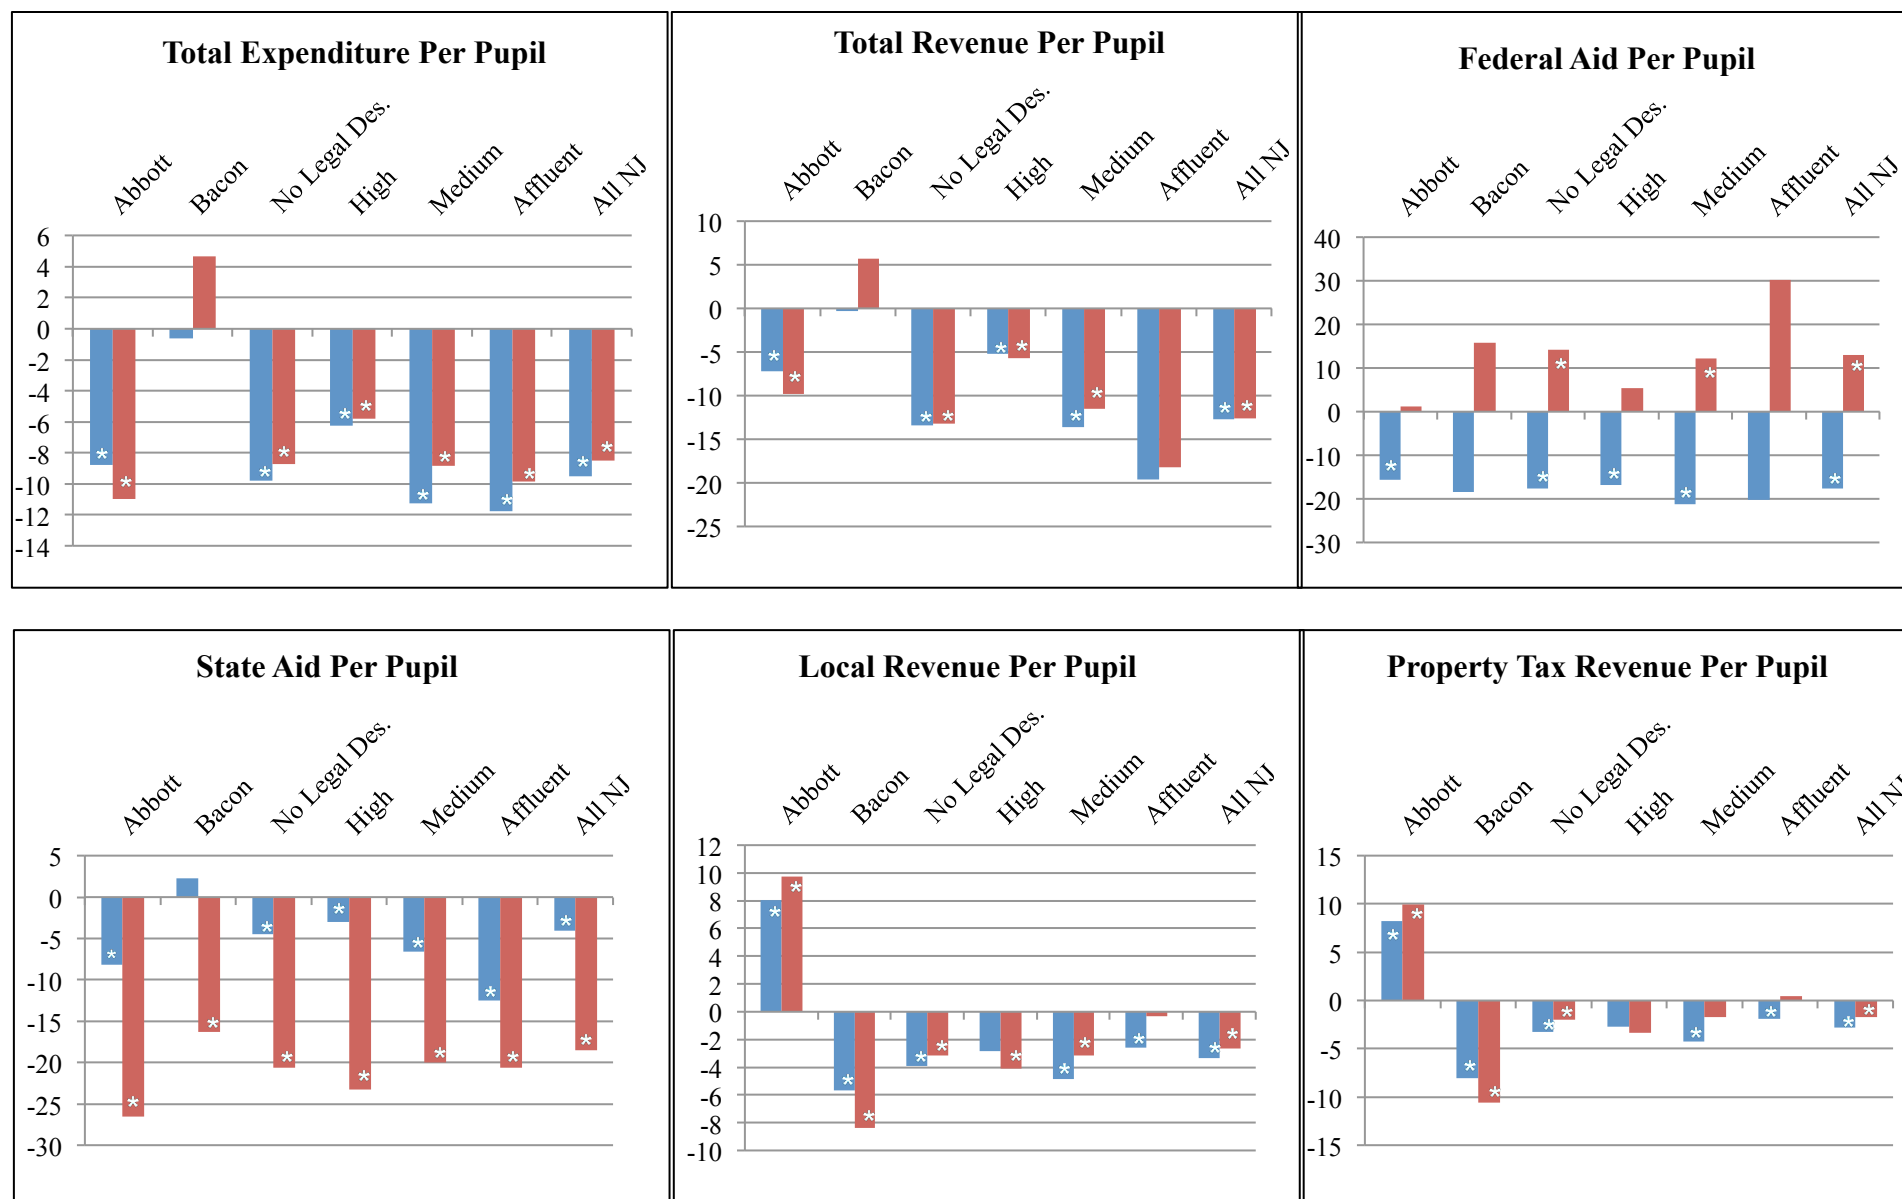 Total Expenditure Per Pupil
Abbott
Bacon
No Legal Des.
High
Medium
Affluent
All NJ
6
4
2
0
-2
-4
-6
-8
-10
-12
-14
* * * * * * * * * * * *
Total Revenue Per Pupil
Abbott
Bacon
No Legal Des.
High
Medium
Affluent
All NJ
10
5
0
-5
-10
-15
-20
-25
* * * * * * * * * *
Federal Aid Per Pupil
Abbott
Bacon
No Legal Des.
High
Medium
Affluent
All NJ
40
30
20
10
0
-10
-20
-30
* * * * * * * *
State Aid Per Pupil
Abbott
Bacon
No Legal Des.
High
Medium
Affluent
All NJ
5
0
-5
-10
-15
-20
-25
-30
* * * * * * * * * * * * *
Local Revenue Per Pupil
Abbott
Bacon
No Legal Des.
High
Medium
Affluent
All NJ
12
10
8
6
4
2
0
-2
-4
-6
-8
-10
* * * * * * * * * * * *
Property Tax Revenue Per Pupil
Abbott
Bacon
No Legal Des.
High
Medium
Affluent
All NJ
15
10
5
0
-5
-10
-15
* * * * * * * * * *